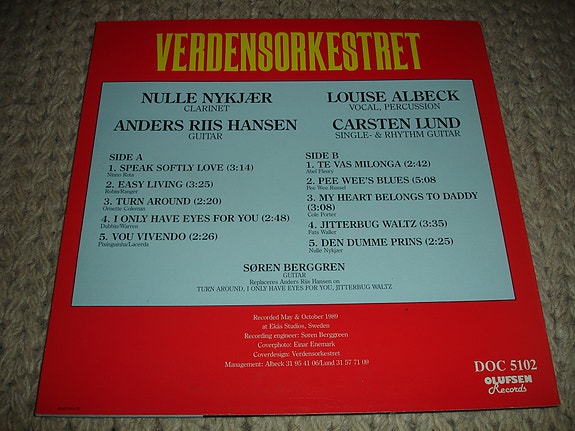 VERDENSORKESTRET
NULLE NYKJÆR
CLARINET
LOUISE ALBECK
VOCAL, PERCUSSION
ANDERS RIIS HANSEN
GUITAR
CARSTEN LUND
SINGLE- & RHYTHM GUITAR
SIDE A
1. SPEAK SOFTLY LOVE (3:14)
Ninno Rota
2. EASY LIVING (3:25)
Robin/Ranger
3. TURN AROUND (2:20)
Ornette Coleman
4. I ONLY HAVE EYES FOR YOU (2:48)
Dubbin/Warren
5. VOU VIVENDO (2:26)
Pixinguinha/Lacerda
SIDE B
1. TE VAS MILONGA (2:42)
Abel Fleury
2. PEE WEE'S BLUES (5:08
Pee Wee Russel
3. MY HEART BELONGS TO DADDY
(3:08)
Cole Porter
4. JITTERBUG WALTZ (3:35)
Fats Waller
5. DEN DUMME PRINS (2:25)
Nulle Nykjær
SØREN BERGGREN
GUITAR
Replaceres Anders Riis Hansen on
TURN AROUND, I ONLY HAVE EYES FOR YOU, JITTERBUG WALTZ
Recorded May & October 1989
at Ekås Studios, Sweden
Recording engineer: Søren Berggreen
Coverphoto: Einar Enemark
Coverdesign: Verdensorkestret
Management: Albeck 31 95 41 06/Lund 31 57 71 09
DOC 5102
OLUFSEN
Records